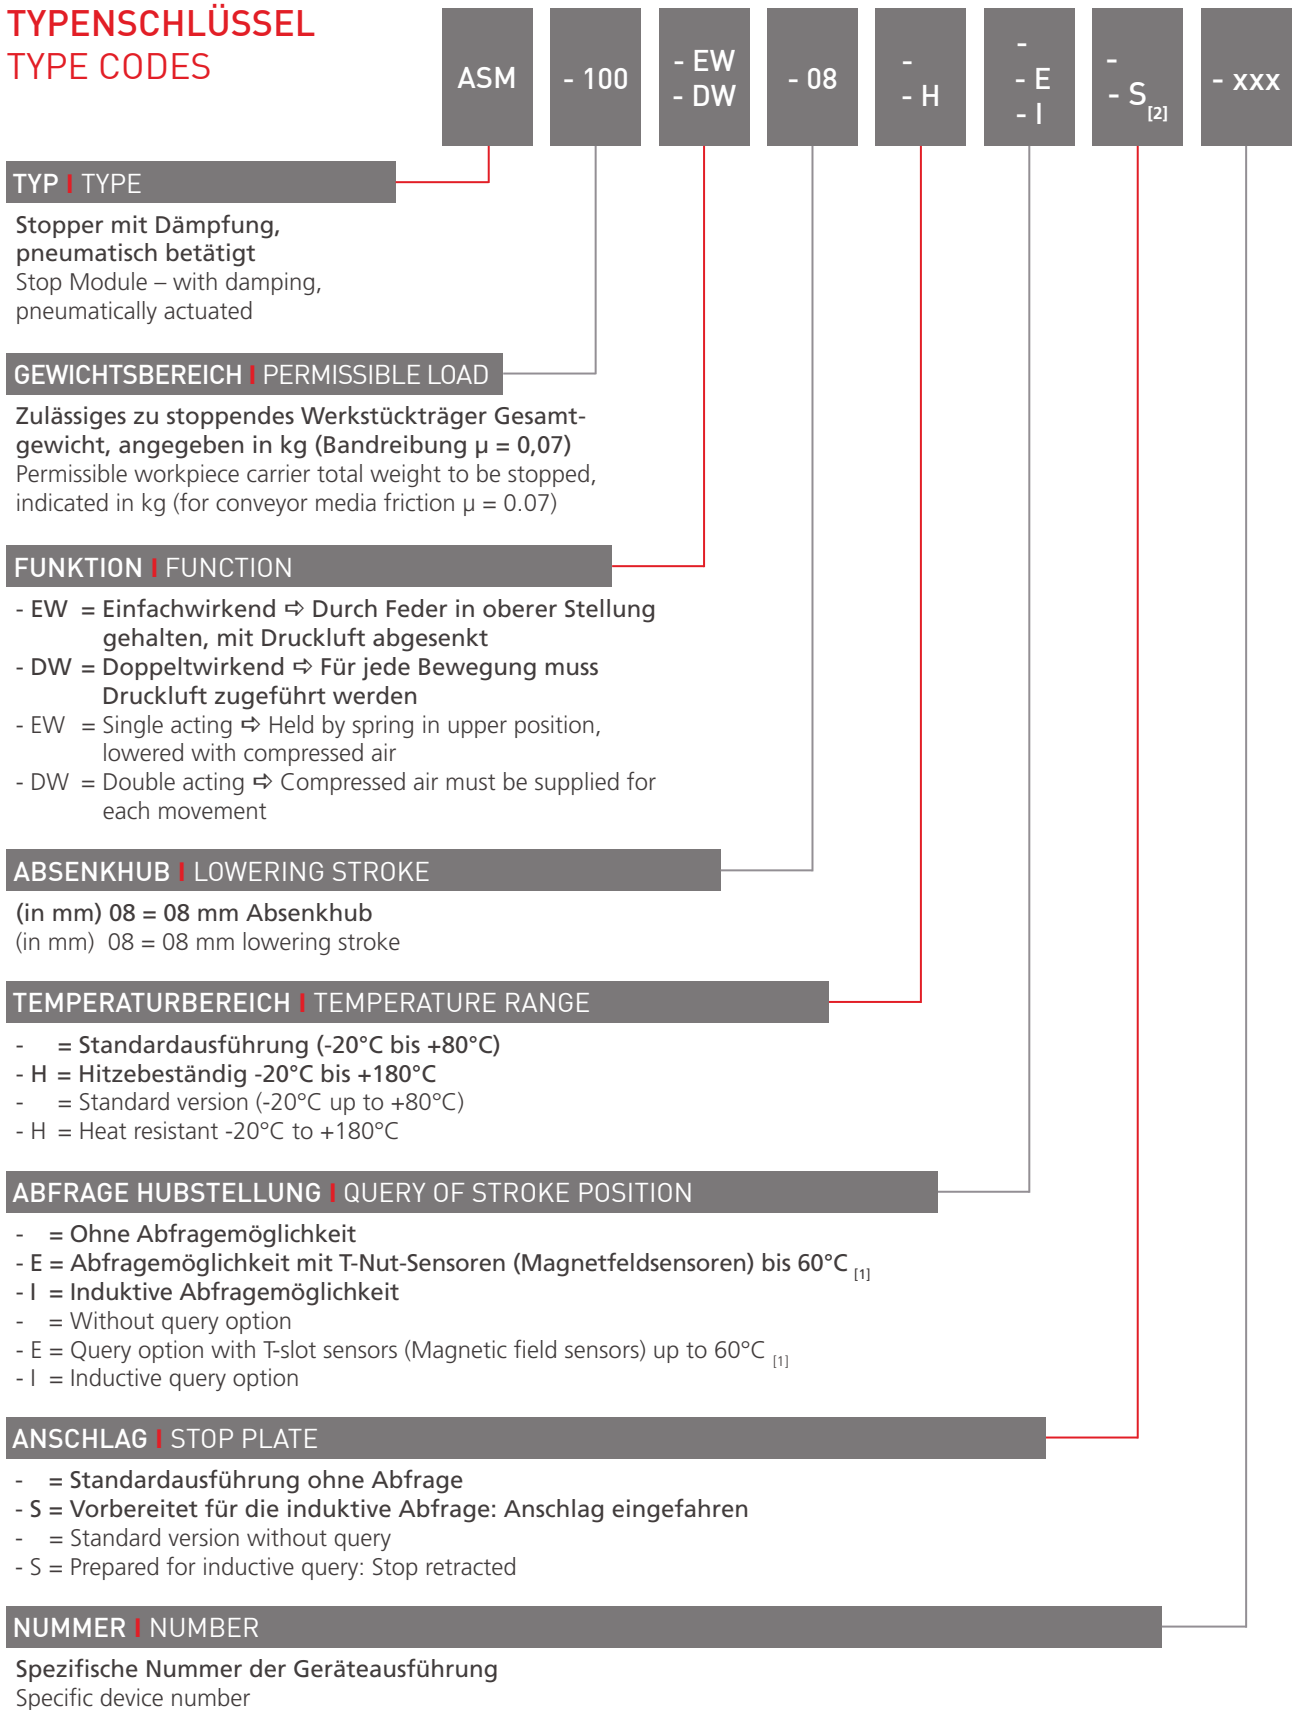 TYPENSCHLÜSSEL
TYPE CODES
ASM
- 100
- EW
- DW
- 08
-
- H
-
- E
- I
-
- S [2]
- xxx
TYP I TYPE
Stopper mit Dämpfung,
pneumatisch betätigt
Stop Module – with damping,
pneumatically actuated
GEWICHTSBEREICH I PERMISSIBLE LOAD
Zulässiges zu stoppendes Werkstückträger Gesamt-
gewicht, angegeben in kg (Bandreibung µ = 0,07)
Permissible workpiece carrier total weight to be stopped,
indicated in kg (for conveyor media friction µ = 0.07)
FUNKTION I FUNCTION
- EW = Einfachwirkend ⇨ Durch Feder in oberer Stellung
gehalten, mit Druckluft abgesenkt
- DW = Doppeltwirkend ⇨ Für jede Bewegung muss
Druckluft zugeführt werden
- EW = Single acting ⇨ Held by spring in upper position,
lowered with compressed air
- DW = Double acting ⇨ Compressed air must be supplied for
each movement
ABSENKHUB I LOWERING STROKE
(in mm) 08 = 08 mm Absenkhub
(in mm) 08 = 08 mm lowering stroke
TEMPERATURBEREICH I TEMPERATURE RANGE
- = Standardausführung (-20°C bis +80°C)
- H = Hitzebeständig -20°C bis +180°C
- = Standard version (-20°C up to +80°C)
- H = Heat resistant -20°C to +180°C
ABFRAGE HUBSTELLUNG I QUERY OF STROKE POSITION
- = Ohne Abfragemöglichkeit
- E = Abfragemöglichkeit mit T-Nut-Sensoren (Magnetfeldsensoren) bis 60°C [1]
- I = Induktive Abfragemöglichkeit
- = Without query option
- E = Query option with T-slot sensors (Magnetic field sensors) up to 60°C [1]
- I = Inductive query option
ANSCHLAG I STOP PLATE
- = Standardausführung ohne Abfrage
- S = Vorbereitet für die induktive Abfrage: Anschlag eingefahren
- = Standard version without query
- S = Prepared for inductive query: Stop retracted
NUMMER I NUMBER
Spezifische Nummer der Geräteausführung
Specific device number